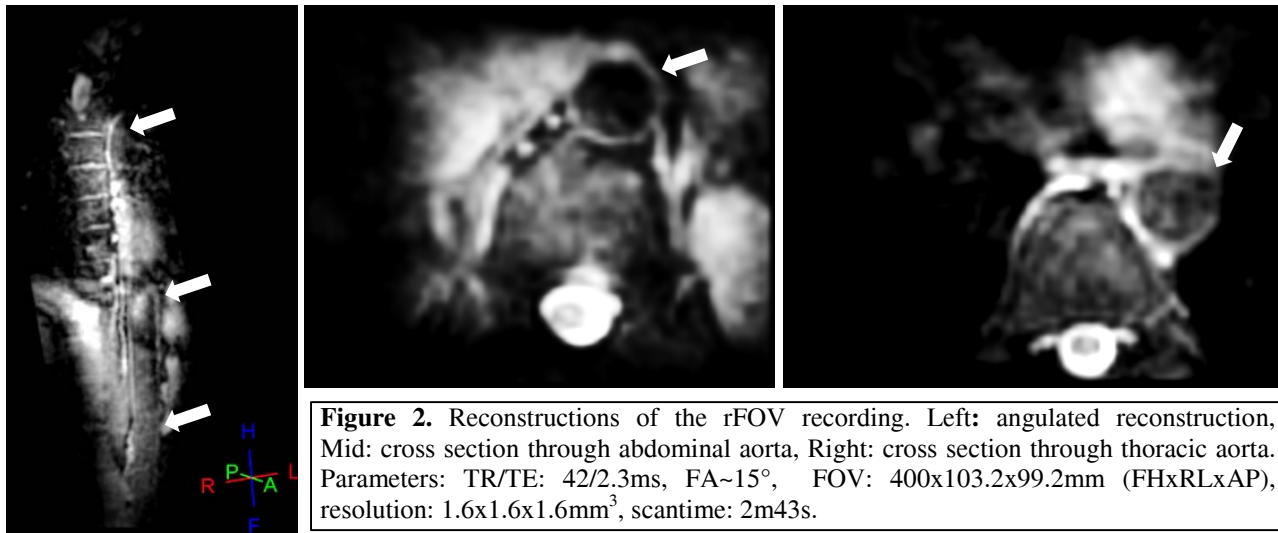 H
P
L
R
A
F
Figure 2. Reconstructions of the rFOV recording. Left: angulated reconstruction,
Mid: cross section through abdominal aorta, Right: cross section through thoracic aorta.
Parameters: TR/TE: 42/2.3ms, FA~15°, FOV: 400x103.2x99.2mm (FHxRLxAP),
resolution: 1.6x1.6x1.6mm³, scantime: 2m43s.